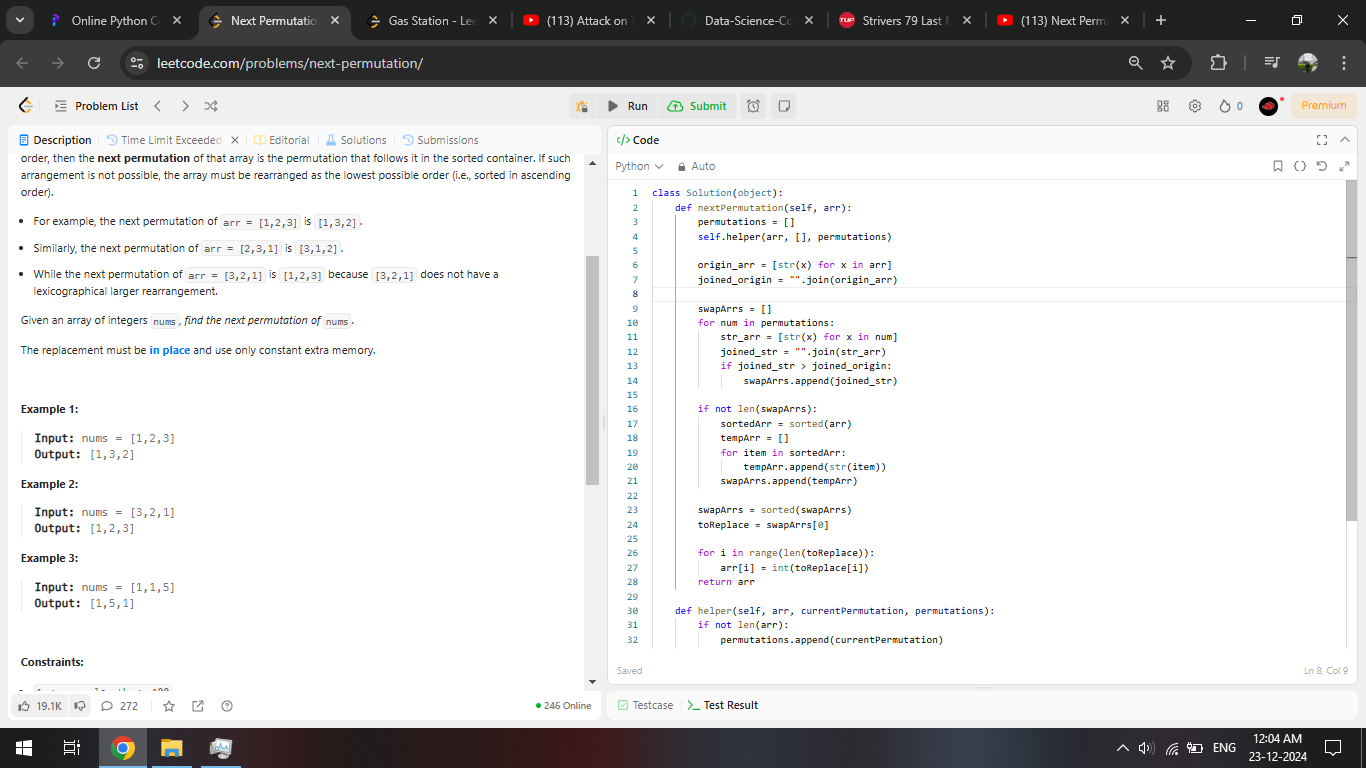 Online Python C
Next Permutatio
Gas Station - Lee
(113) Attack on T
Data-Science-Co
TUF
Strivers 79 Last M
(113) Next Perm
leetcode.com/problems/next-permutation/
Problem List
Run
Submit
0
Premium
Description
Time Limit Exceeded
Editorial
Solutions
Submissions
order, then the next permutation of that array is the permutation that follows it in the sorted container. If such
arrangement is not possible, the array must be rearranged as the lowest possible order (i.e., sorted in ascending
order).
• For example, the next permutation of arr = [1,2,3] is [1,3,2].
• Similarly, the next permutation of arr = [2,3,1] is [3,1,2].
• While the next permutation of arr = [3,2,1] is [1,2,3] because [3,2,1] does not have a
lexicographical larger rearrangement.
Given an array of integers nums, find the next permutation of nums.
The replacement must be in place and use only constant extra memory.
Example 1:
Input: nums = [1,2,3]
Output: [1,3,2]
Example 2:
Input: nums = [3,2,1]
Output: [1,2,3]
Example 3:
Input: nums = [1,1,5]
Output: [1,5,1]
Constraints:
19.1K
272
246 Online
</> Code
Python
Auto
1 class Solution(object):
2 def nextPermutation(self, arr):
3 permutations = []
4 self.helper(arr, [], permutations)
5
6 origin_arr = [str(x) for x in arr]
7 joined_origin = "".join(origin_arr)
8
9 swapArrs = []
10 for num in permutations:
11 str_arr = [str(x) for x in num]
12 joined_str = "".join(str_arr)
13 if joined_str > joined_origin:
14 swapArrs.append(joined_str)
15
16 if not len(swapArrs):
17 sortedArr = sorted(arr)
18 tempArr = []
19 for item in sortedArr:
20 tempArr.append(str(item))
21 swapArrs.append(tempArr)
22
23 swapArrs = sorted(swapArrs)
24 toReplace = swapArrs[0]
25
26 for i in range(len(toReplace)):
27 arr[i] = int(toReplace[i])
28 return arr
29
30 def helper(self, arr, currentPermutation, permutations):
31 if not len(arr):
32 permutations.append(currentPermutation)
Saved
Ln 8, Col 9
Testcase
Test Result
ENG
12:04 AM
23-12-2024